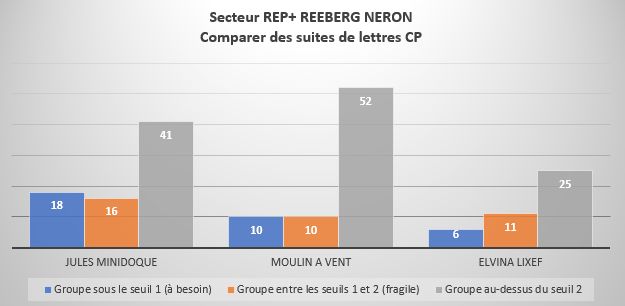 Secteur REP+ REEBERG NERON
Comparer des suites de lettres CP
18
16
41
10
10
52
6
11
25
JULES MINIDOQUE
MOULIN A VENT
ELVINA LIXEF
Groupe sous le seuil 1 (à besoin)
Groupe entre les seuils 1 et 2 (fragile)
Groupe au-dessus du seuil 2